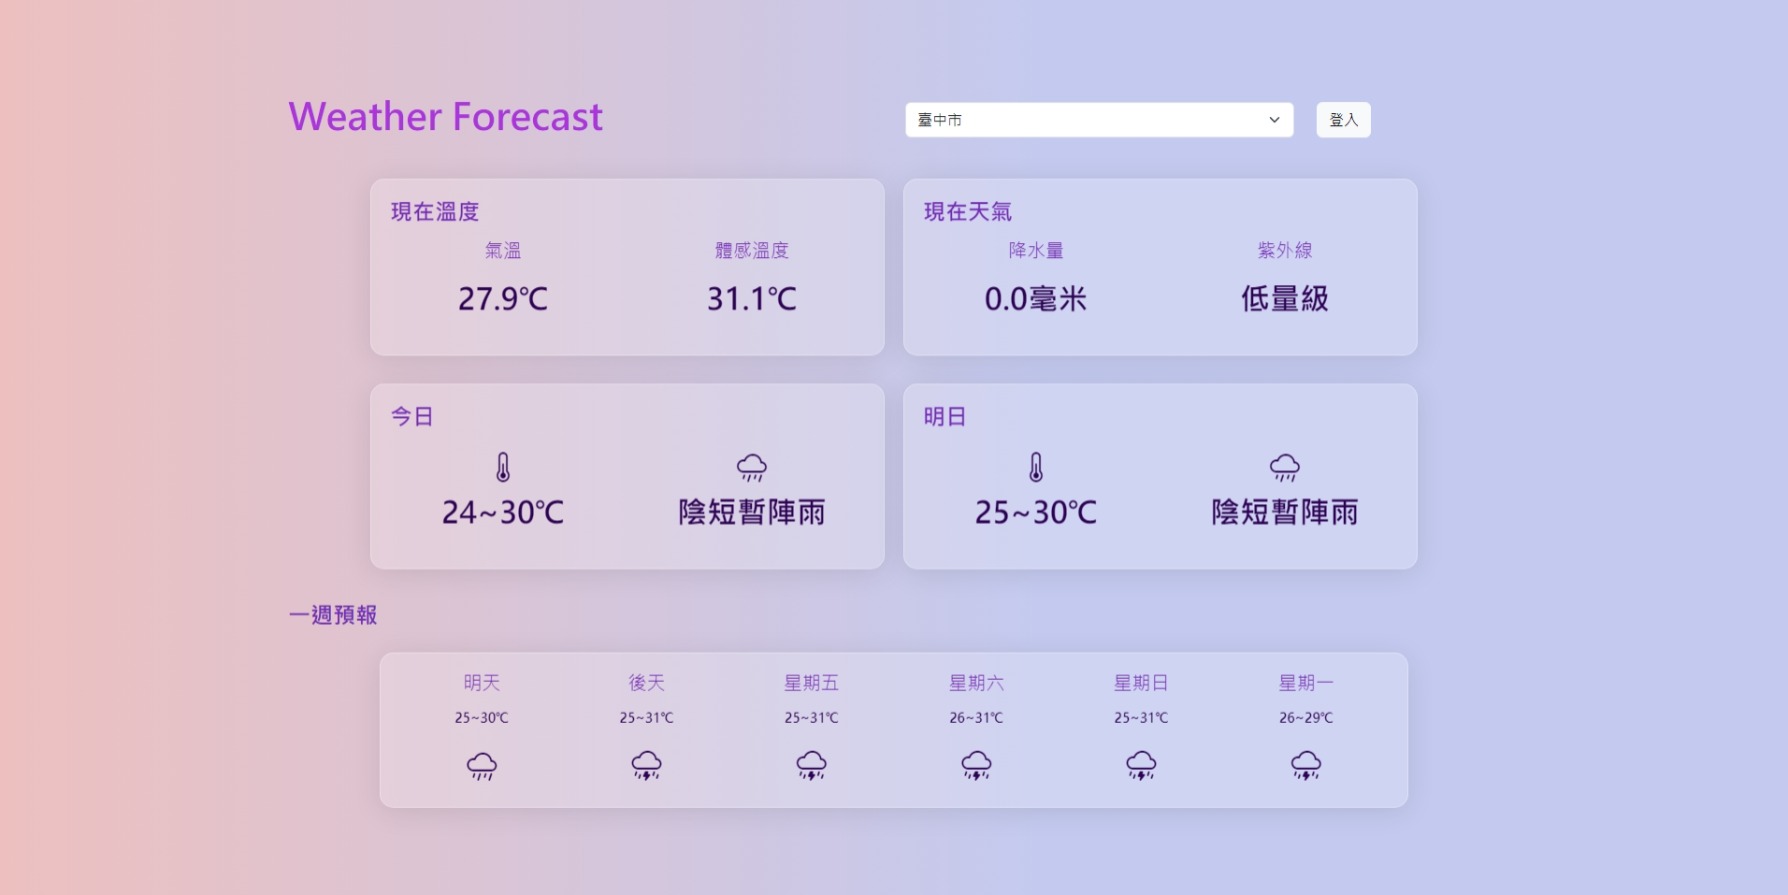 Weather Forecast
臺中市
登入
現在溫度
氣溫 體感溫度
27.9℃ 31.1℃
現在天氣
降水量 紫外線
0.0毫米 低量級
今日
24~30℃ 陰短暫陣雨
明日
25~30℃ 陰短暫陣雨
一週預報
明天 後天 星期五 星期六 星期日 星期一
25~30℃ 25~31℃ 25~31℃ 26~31℃ 25~31℃ 26~29℃